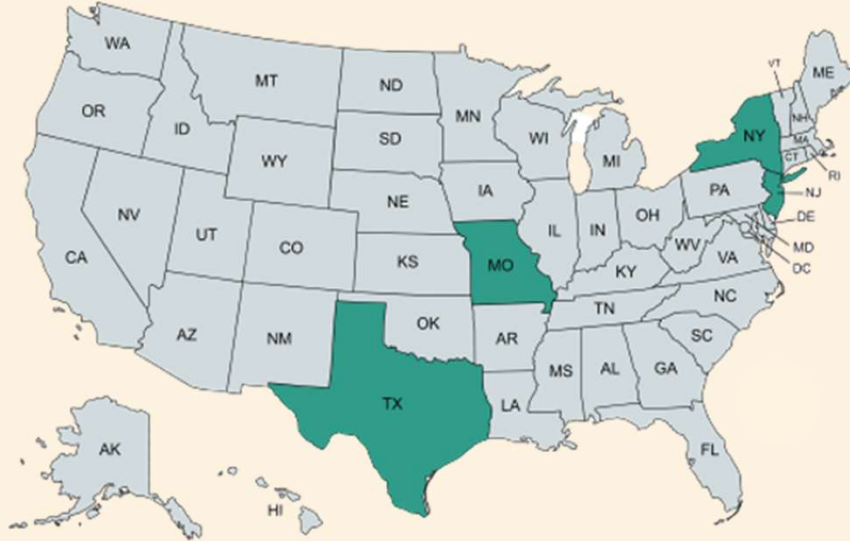 WA
OR
CA
ID
NV
MT
WY
UT
AZ
CO
NM
ND
SD
NE
KS
OK
TX
MN
IA
MO
AR
LA
WI
IL
MI
IN
OH
KY
TN
MS
AL
GA
FL
SC
NC
VA
WV
PA
NY
VT
NH
ME
MA
CT
RI
NJ
DE
MD
DC
AK
HI